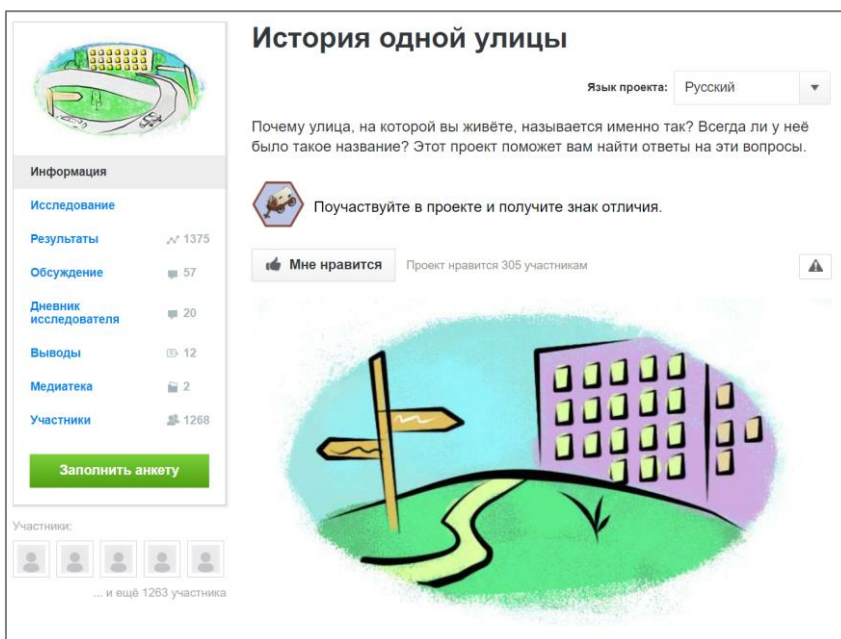 История одной улицы
Язык проекта: Русский
Почему улица, на которой вы живёте, называется именно так? Всегда ли у неё
было такое название? Этот проект поможет вам найти ответы на эти вопросы.
Поучаствуйте в проекте и получите знак отличия.
Мне нравится Проект нравится 305 участникам
Информация
Исследование
Результаты 1375
Обсуждение 57
Дневник
исследователя 20
Выводы 12
Медиатека 2
Участники 1268
Заполнить анкету
Участники:
... и ещё 1263 участника